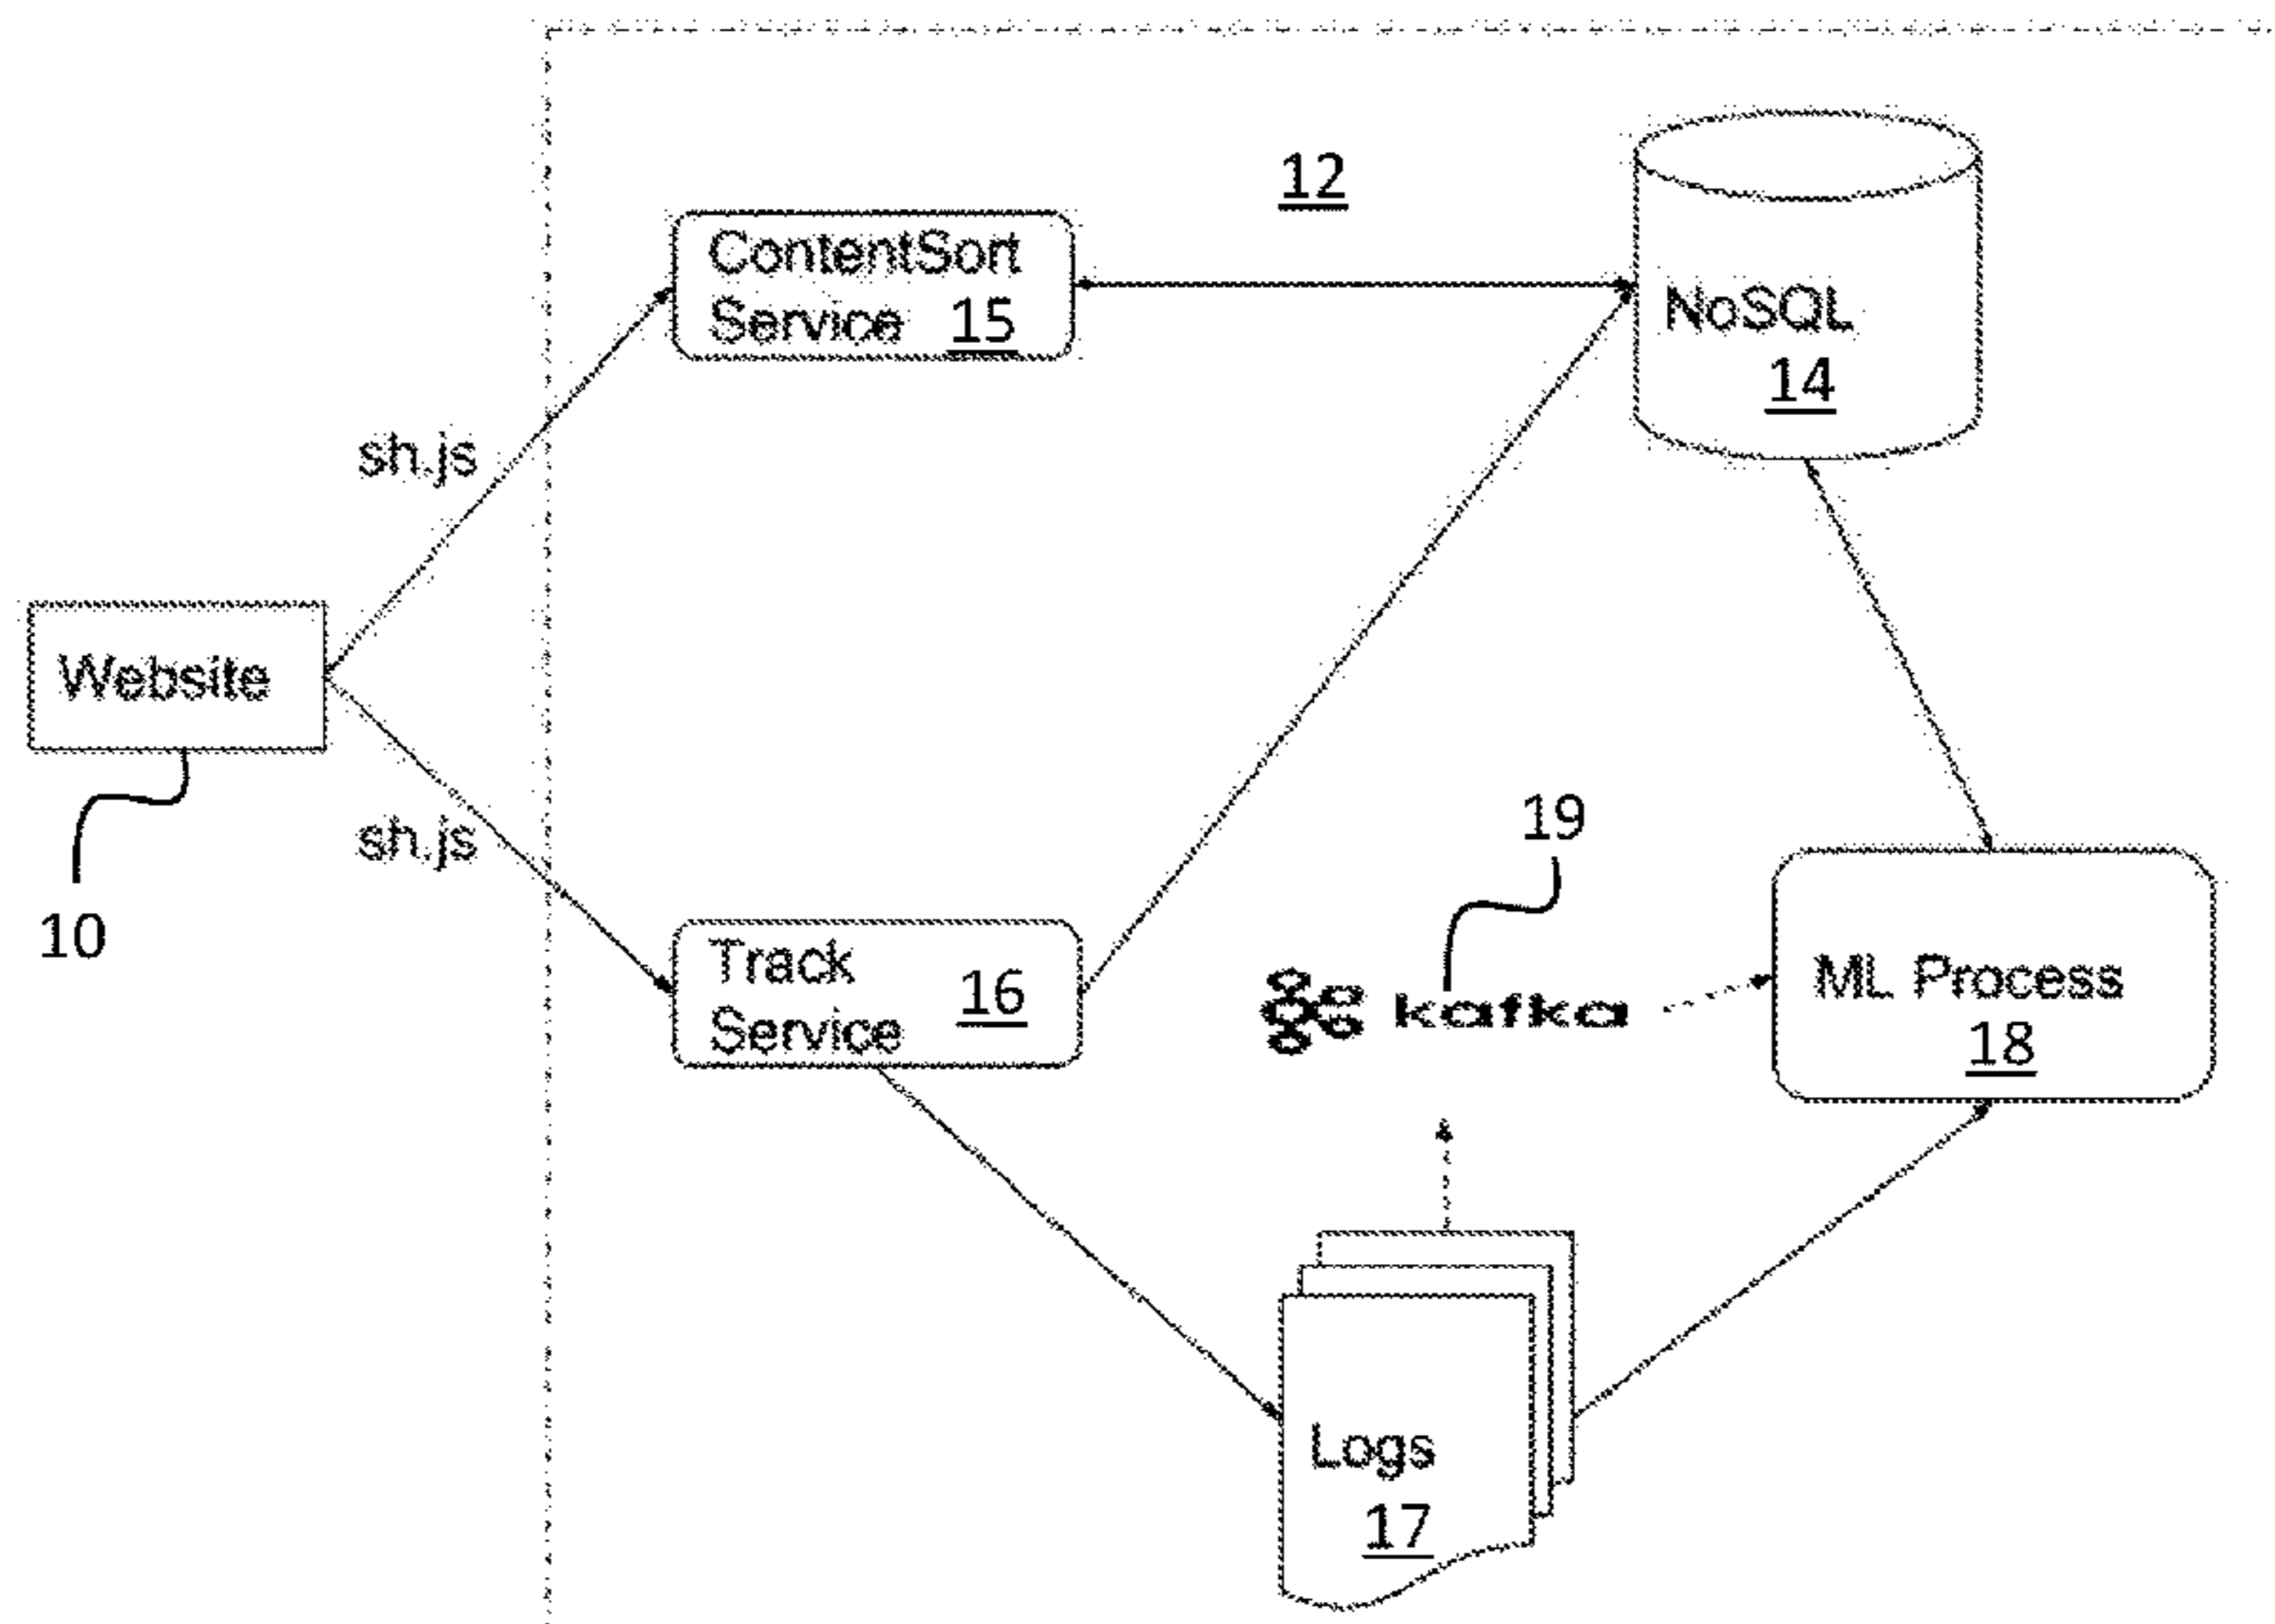 12
ContentSort
Service 15
NoSQL
14
sh.js
Website
10
sh.js
19
Track
Service 16
kafka
ML Process
18
Logs
17